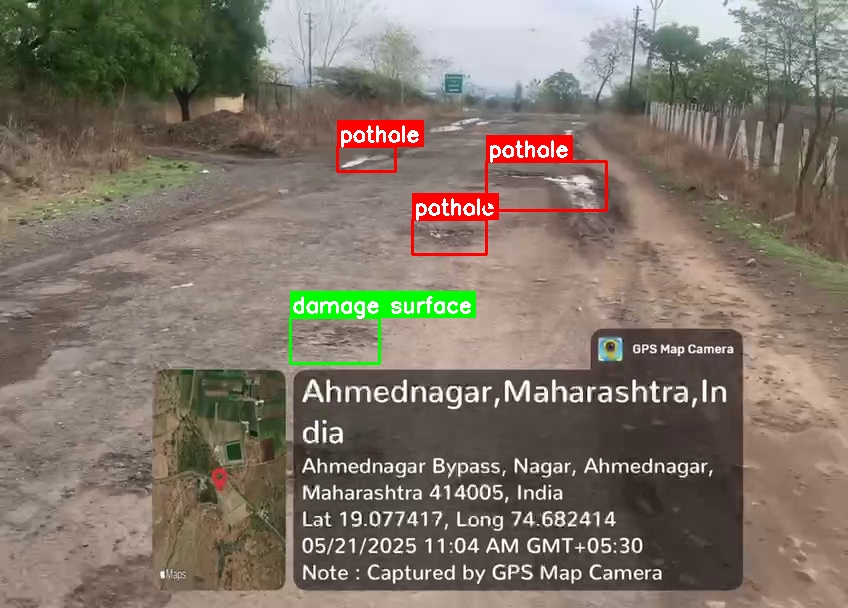 pothole
pothole
pothole
damage surface
GPS Map Camera
Ahmednagar,Maharashtra,In
dia
Ahmednagar Bypass, Nagar, Ahmednagar,
Maharashtra 414005, India
Lat 19.077417, Long 74.682414
05/21/2025 11:04 AM GMT+05:30
Note : Captured by GPS Map Camera
Maps